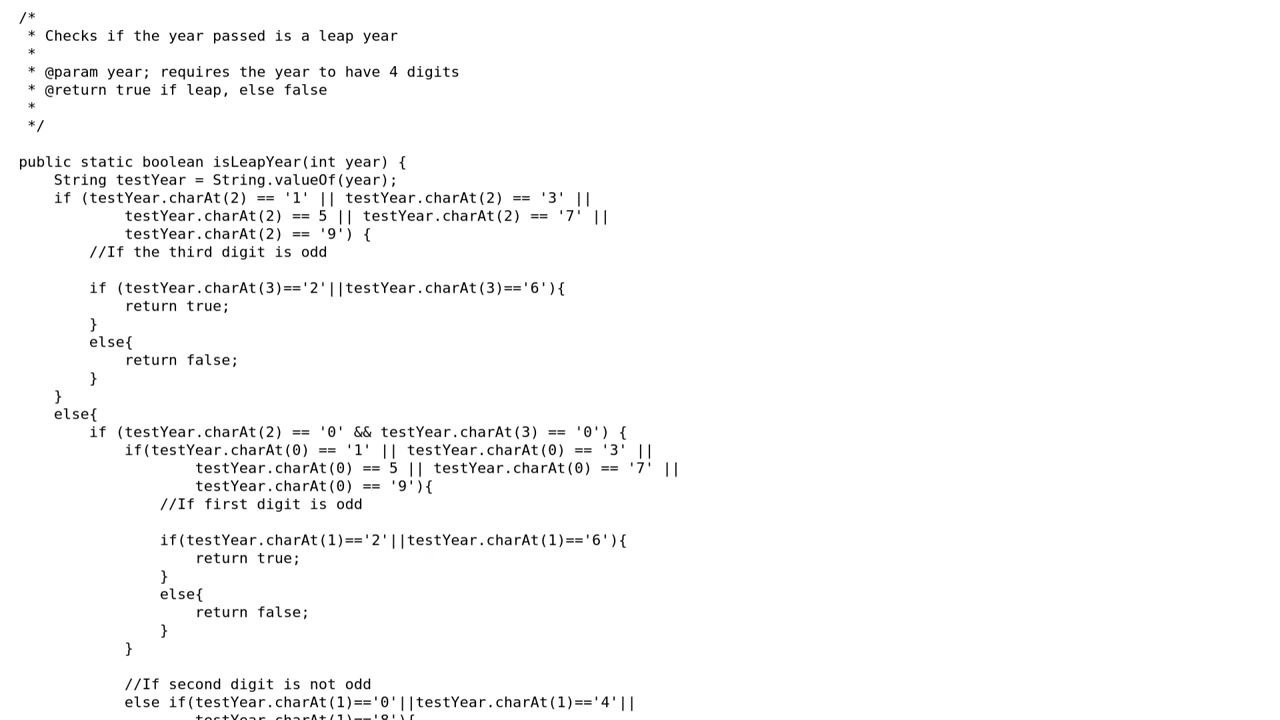 /*
 * Checks if the year passed is a leap year
 *
 * @param year; requires the year to have 4 digits
 * @return true if leap, else false
 *
 */

public static boolean isLeapYear(int year) {
    String testYear = String.valueOf(year);
    if (testYear.charAt(2) == '1' || testYear.charAt(2) == '3' ||
            testYear.charAt(2) == 5 || testYear.charAt(2) == '7' ||
            testYear.charAt(2) == '9') {
        //If the third digit is odd

        if (testYear.charAt(3)=='2'||testYear.charAt(3)=='6'){
            return true;
        }
        else{
            return false;
        }
    }
    else{
        if (testYear.charAt(2) == '0' && testYear.charAt(3) == '0') {
            if(testYear.charAt(0) == '1' || testYear.charAt(0) == '3' ||
                    testYear.charAt(0) == 5 || testYear.charAt(0) == '7' ||
                    testYear.charAt(0) == '9'){
                //If first digit is odd

                if(testYear.charAt(1)=='2'||testYear.charAt(1)=='6'){
                    return true;
                }
                else{
                    return false;
                }
            }

            //If second digit is not odd
            else if(testYear.charAt(1)=='0'||testYear.charAt(1)=='4'||
                    testYear.charAt(1)=='8'){